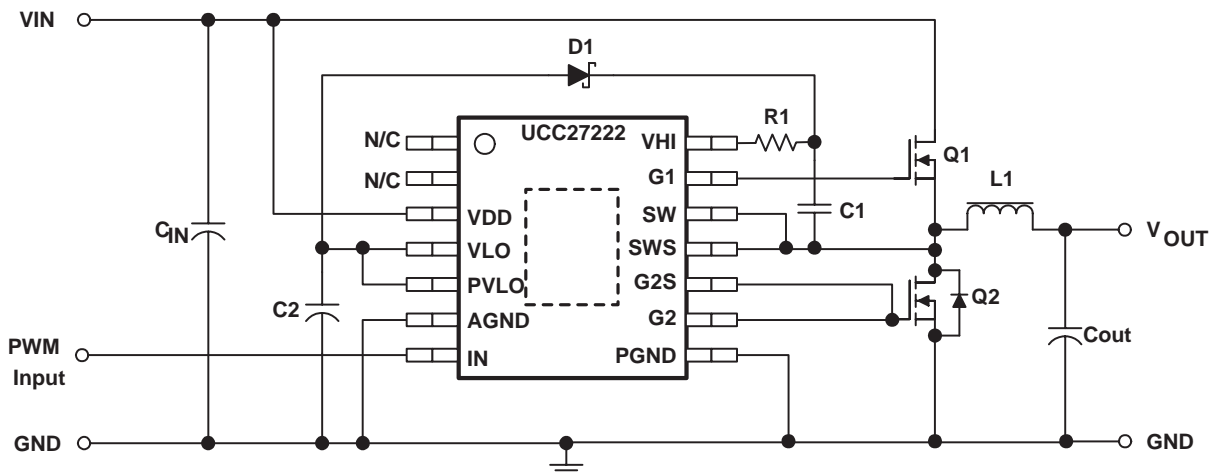 VIN
D1
UCC27222
R1
N/C
VHI
Q1
N/C
G1
L1
VDD
SW
C1
CIN
VOUT
VLO
SWS
PVLO
G2S
Q2
C2
AGND
G2
Cout
PWM
Input
IN
PGND
GND
GND